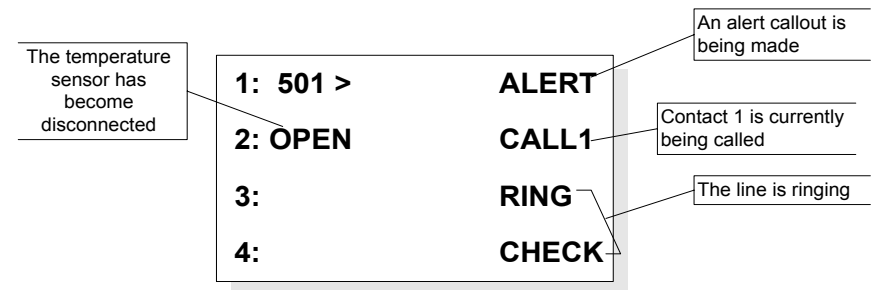 The temperature
sensor has
become
disconnected
1: 501 > ALERT
2: OPEN CALL1
3: RING
4: CHECK
An alert callout is
being made
Contact 1 is currently
being called
The line is ringing